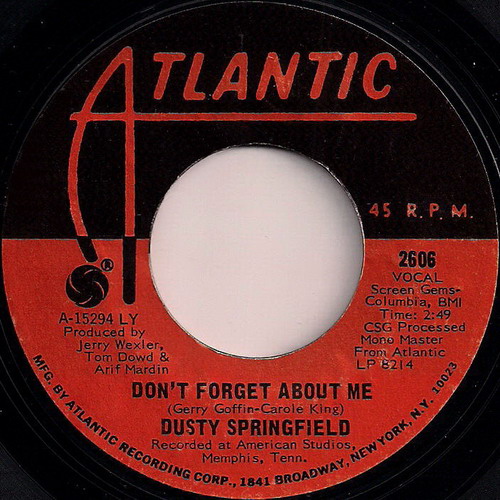 ATLANTIC
45 R.P.M.
®
2606
VOCAL
Screen Gems-
Columbia, BMI
Time: 2:49
CSG Processed
Mono Master
From Atlantic
LP 8214
A-15294 LY
Produced by
Jerry Wexler,
Tom Dowd &
Arif Mardin
DON'T FORGET ABOUT ME
(Gerry Goffin-Carole King)
DUSTY SPRINGFIELD
Recorded at American Studios,
Memphis, Tenn.
MFG. BY ATLANTIC RECORDING CORP., 1841 BROADWAY, NEW YORK, N.Y. 10023